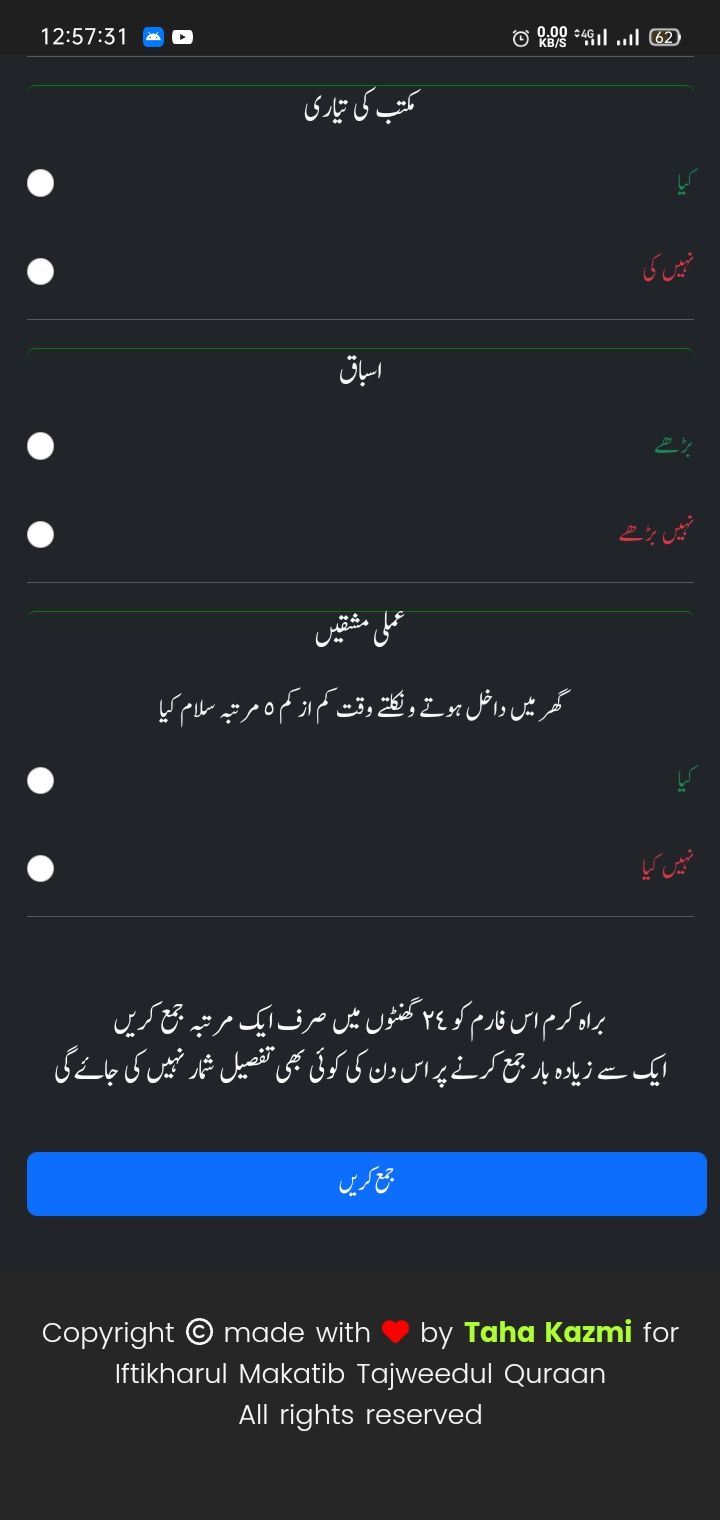 12:57:31
0.00 KB/S 4G 62
مکتب کی تیاری
کیا
نہیں کی
اسباق
بڑھے
نہیں بڑھے
عملی مشقیں
گھر میں داخل ہوتے و نکلتے وقت کم از کم ٥ مرتبہ سلام کیا
کیا
نہیں کیا
براہ کرم اس فارم کو ٢٤ گھنٹوں میں صرف ایک مرتبہ جمع کریں
ایک سے زیادہ بار جمع کرنے پر اس دن کی کوئی بھی تفصیل شمار نہیں کی جائے گی
جمع کریں
Copyright © made with ❤ by Taha Kazmi for
Iftikharul Makatib Tajweedul Quraan
All rights reserved